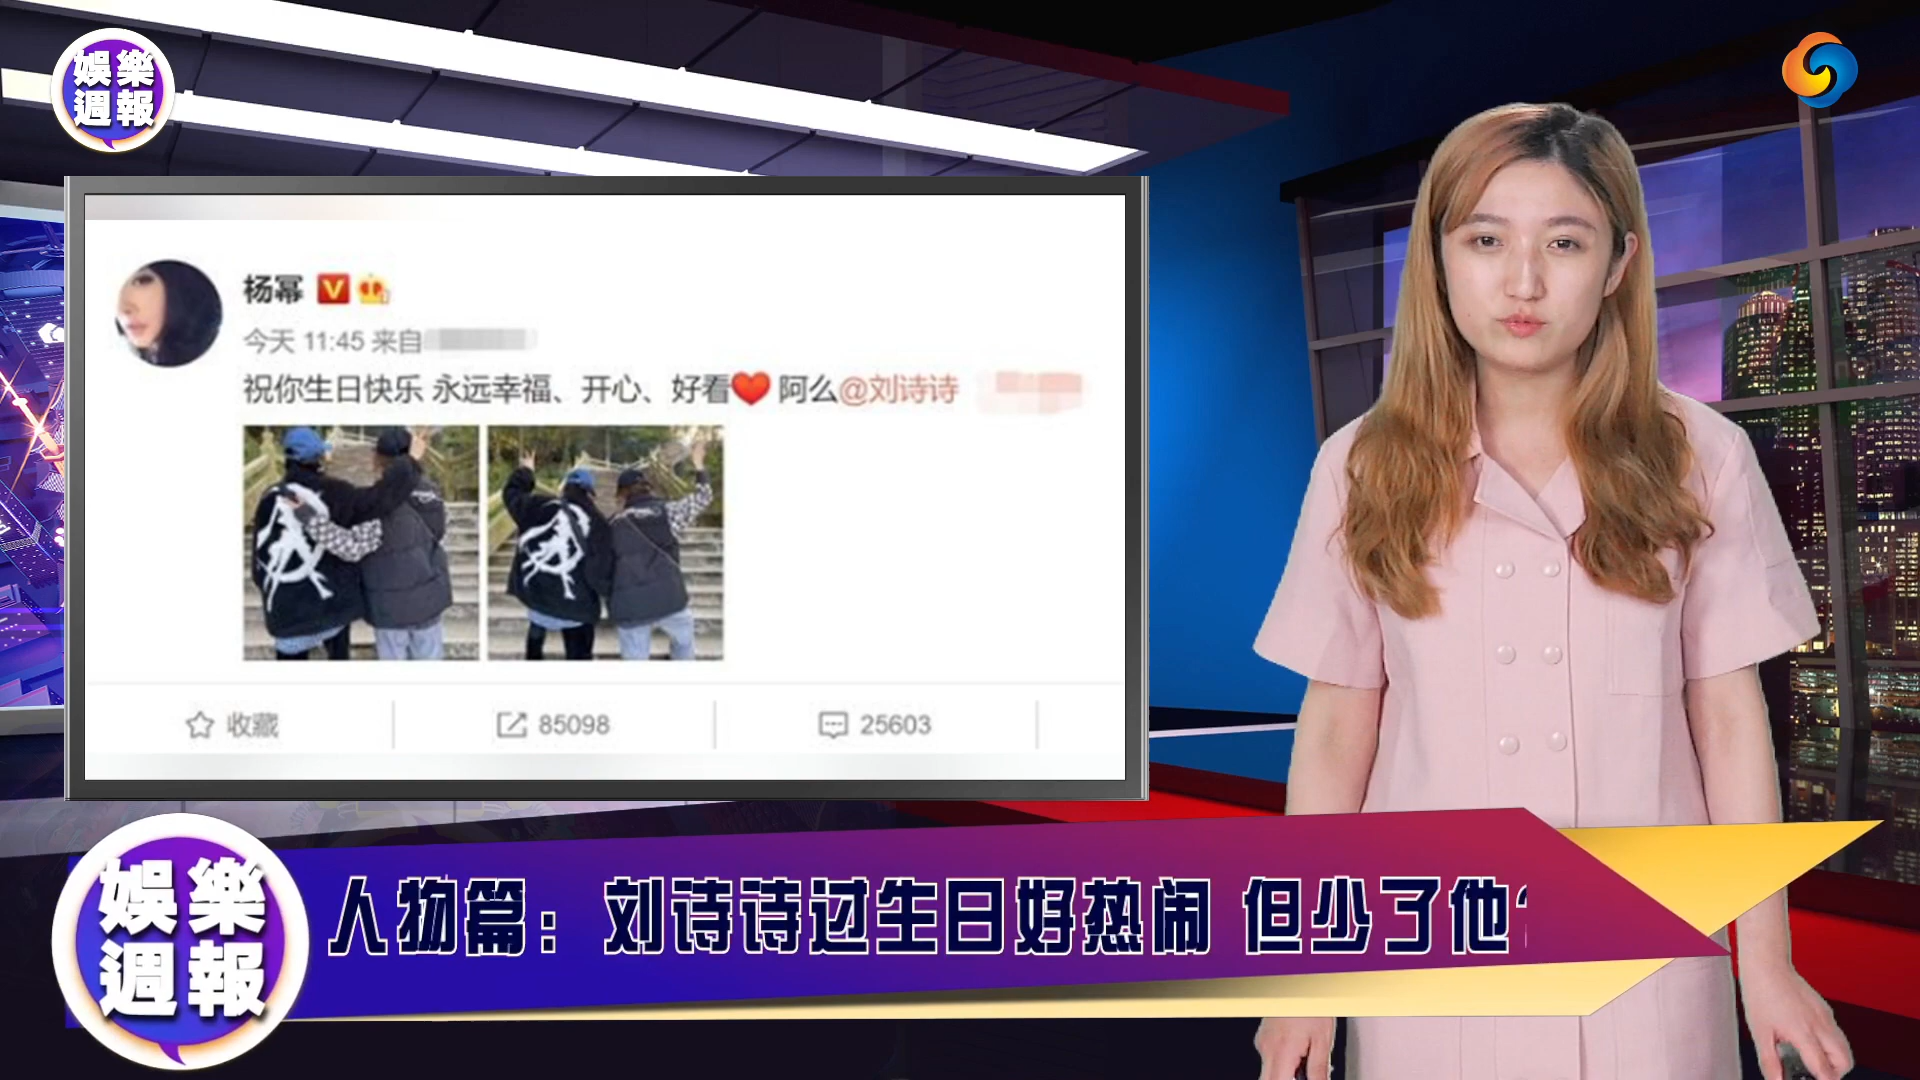 娛樂
週報
杨幂
今天 11:45 来自
祝你生日快乐 永远幸福、开心、好看❤ 阿么@刘诗诗
收藏
85098
25603
娛樂
週報
人物篇：刘诗诗过生日好热闹 但少了他